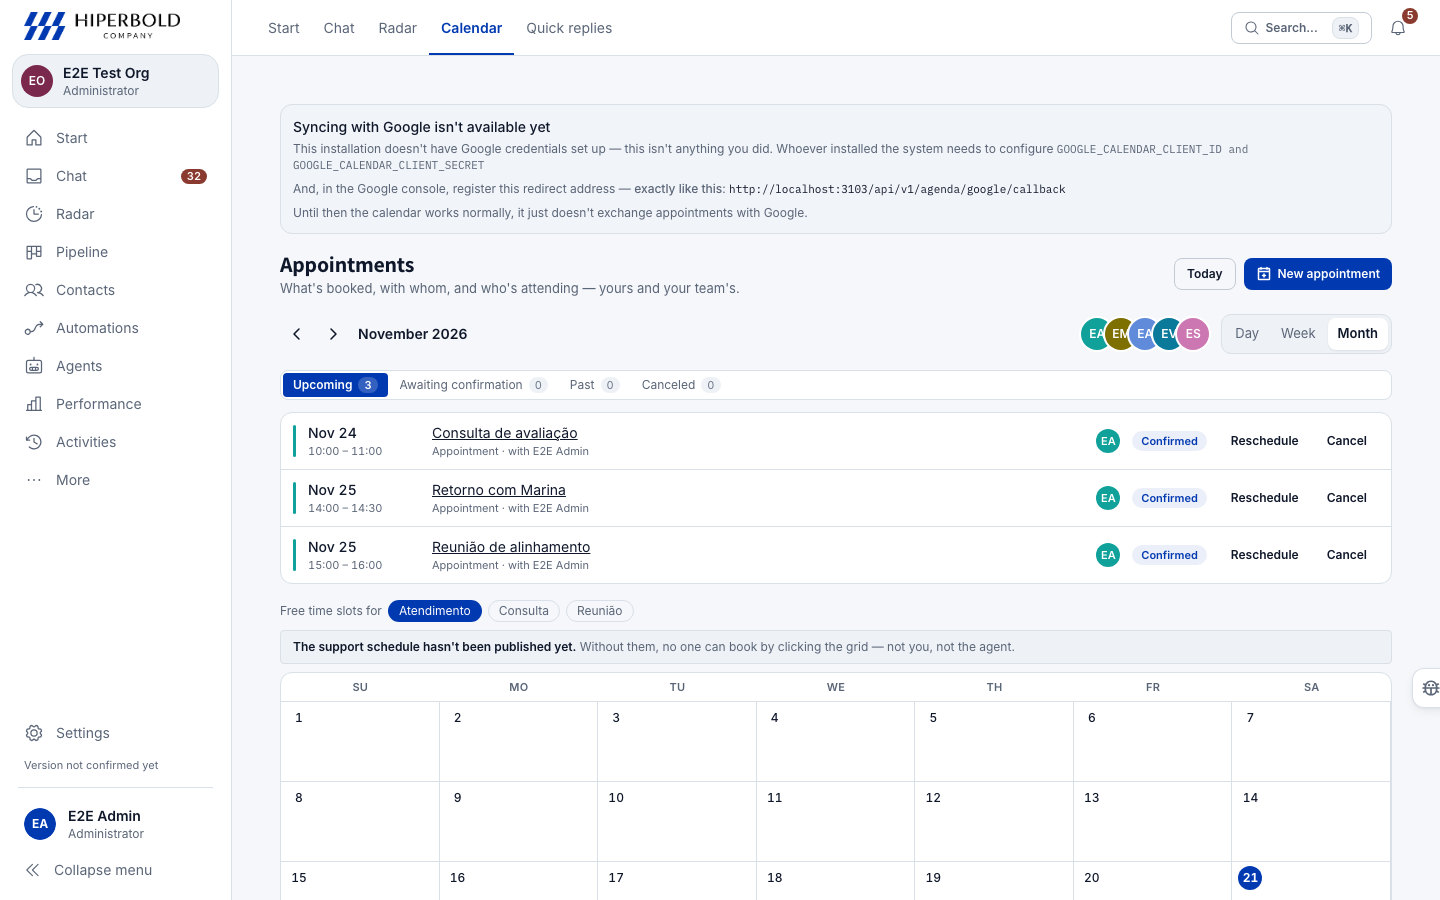 HIPERBOLD
COMPANY
EO
E2E Test Org
Administrator
Start
Chat
32
Radar
Pipeline
Contacts
Automations
Agents
Performance
Activities
More
Settings
Version not confirmed yet
EA
E2E Admin
Administrator
Collapse menu
Start
Chat
Radar
Calendar
Quick replies
Search...
⌘K
5
Syncing with Google isn't available yet
This installation doesn't have Google credentials set up — this isn't anything you did. Whoever installed the system needs to configure GOOGLE_CALENDAR_CLIENT_ID and
GOOGLE_CALENDAR_CLIENT_SECRET
And, in the Google console, register this redirect address — exactly like this: http://localhost:3103/api/v1/agenda/google/callback
Until then the calendar works normally, it just doesn't exchange appointments with Google.
Appointments
What's booked, with whom, and who's attending — yours and your team's.
Today
New appointment
November 2026
EA
EM
EA
EV
ES
Day
Week
Month
Upcoming 3
Awaiting confirmation 0
Past 0
Canceled 0
Nov 24
10:00 – 11:00
Consulta de avaliação
Appointment · with E2E Admin
EA
Confirmed
Reschedule
Cancel
Nov 25
14:00 – 14:30
Retorno com Marina
Appointment · with E2E Admin
EA
Confirmed
Reschedule
Cancel
Nov 25
15:00 – 16:00
Reunião de alinhamento
Appointment · with E2E Admin
EA
Confirmed
Reschedule
Cancel
Free time slots for
Atendimento
Consulta
Reunião
The support schedule hasn't been published yet. Without them, no one can book by clicking the grid — not you, not the agent.
SU MO TU WE TH FR SA
1 2 3 4 5 6 7
8 9 10 11 12 13 14
15 16 17 18 19 20 21